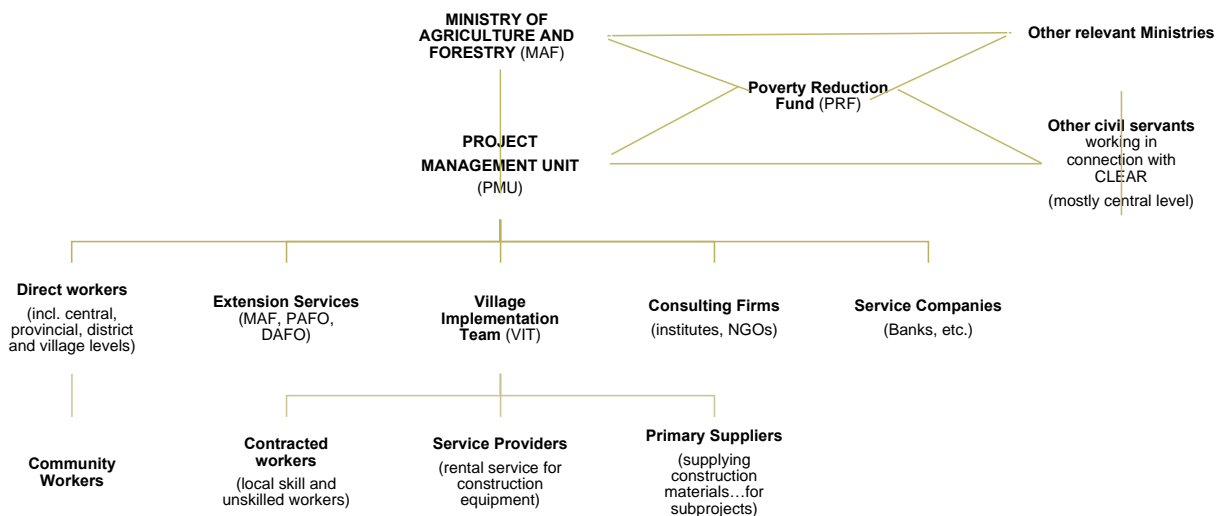 MINISTRY OF
AGRICULTURE AND
FORESTRY (MAF)
Other relevant Ministries
Poverty Reduction
Fund (PRF)
PROJECT
MANAGEMENT UNIT
(PMU)
Other civil servants
working in
connection with
CLEAR
(mostly central level)
Direct workers
(incl. central,
provincial, district
and village levels)
Extension Services
(MAF, PAFO,
DAFO)
Village
Implementation
Team (VIT)
Consulting Firms
(institutes, NGOs)
Service Companies
(Banks, etc.)
Community
Workers
Contracted
workers
(local skill and
unskilled workers)
Service Providers
(rental service for
construction
equipment)
Primary Suppliers
(supplying
construction
materials…for
subprojects)